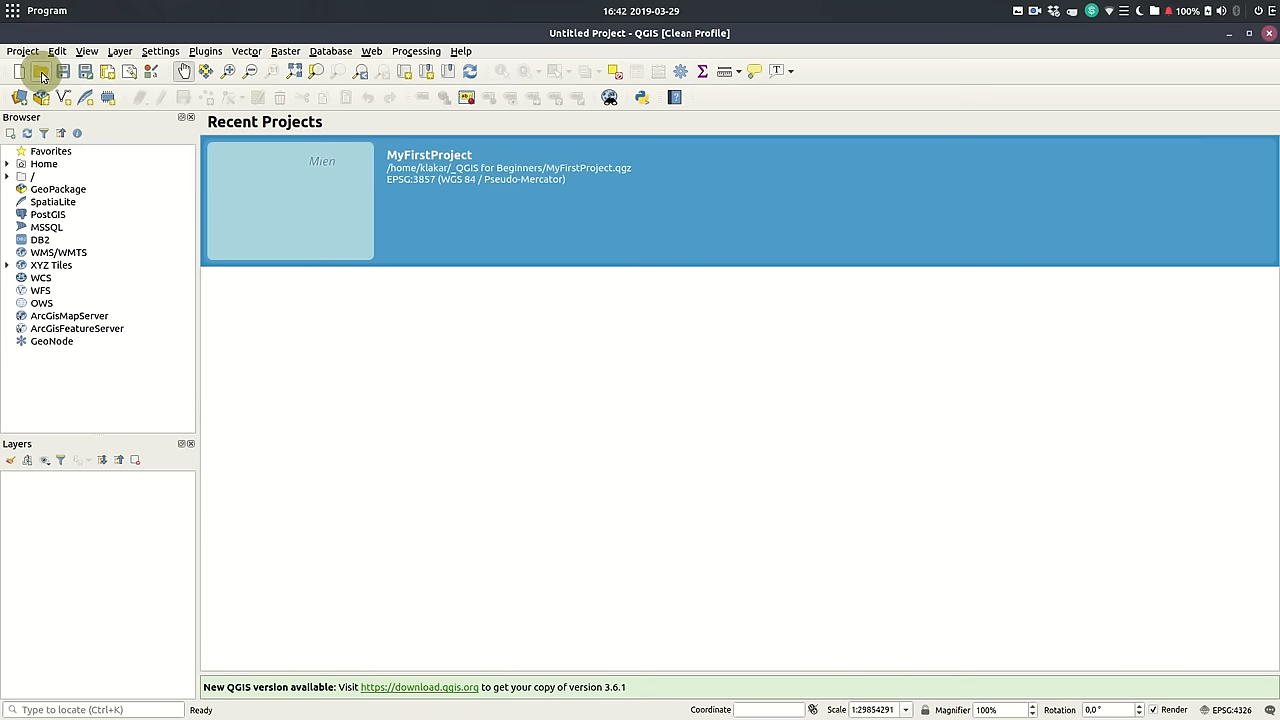 Program
16:42 2019-03-29
100%
Untitled Project - QGIS [Clean Profile]
Project Edit View Layer Settings Plugins Vector Raster Database Web Processing Help
Browser
Favorites
Home
/
GeoPackage
SpatiaLite
PostGIS
MSSQL
DB2
WMS/WMTS
XYZ Tiles
WCS
WFS
OWS
ArcGisMapServer
ArcGisFeatureServer
GeoNode
Recent Projects
Mien
MyFirstProject
/home/klakar/_QGIS for Beginners/MyFirstProject.qgz
EPSG:3857 (WGS 84 / Pseudo-Mercator)
Layers
New QGIS version available: Visit https://download.qgis.org to get your copy of version 3.6.1
Type to locate (Ctrl+K) Ready Coordinate Scale 1:29854291 Magnifier 100% Rotation 0,0° Render EPSG:4326